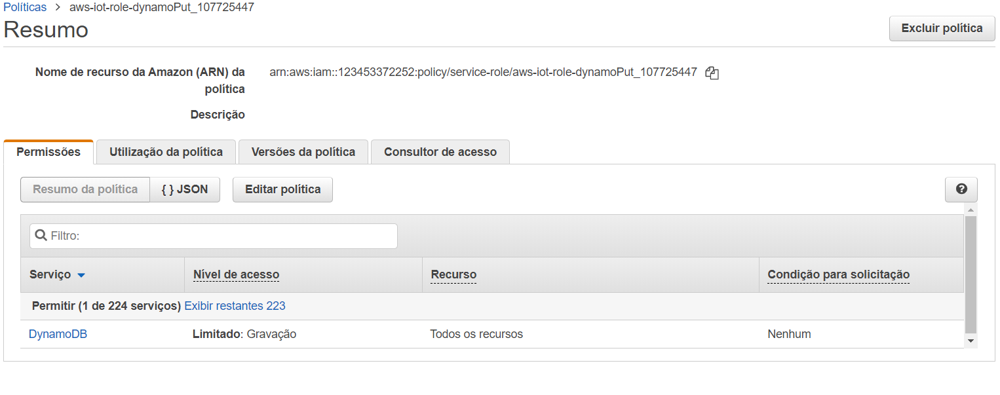 Políticas > aws-iot-role-dynamoPut_107725447
Resumo
Excluir política
Nome de recurso da Amazon (ARN) da
política
arn:aws:iam::123453372252:policy/service-role/aws-iot-role-dynamoPut_107725447
Descrição
Permissões Utilização da política Versões da política Consultor de acesso
Resumo da política { } JSON Editar política ?
Filtro:
Serviço Nível de acesso Recurso Condição para solicitação
Permitir (1 de 224 serviços) Exibir restantes 223
DynamoDB Limitado: Gravação Todos os recursos Nenhum